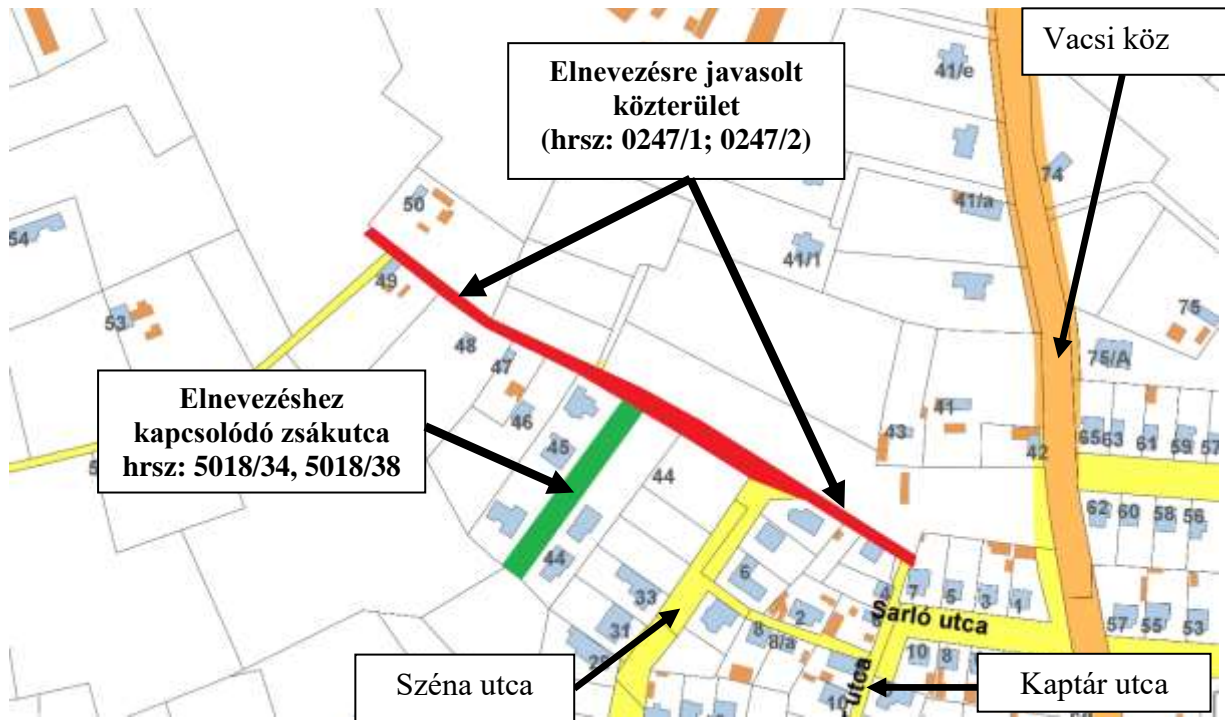 Elnevezésre javasolt
közterület
(hrsz: 0247/1; 0247/2)
Vacsi köz
41/e
74
41/a
50
54
41/1
49
53
75
48
47
75/A
Elnevezéshez
kapcsolódó zsákutca
hrsz: 5018/34, 5018/38
46
45
44
43
41
42
65 63 61 59 57
62 60 58 56
44
33
31
6
2
8
8/a
4
7 5 3 1
Sarló utca
57 55 53
10 8
10
utca
Széna utca
Kaptár utca